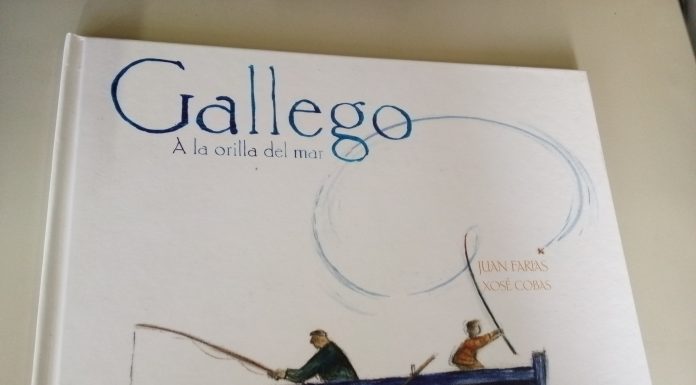 Gallego
A la orilla del mar
JUAN FARIAS
XOSÉ COBAS